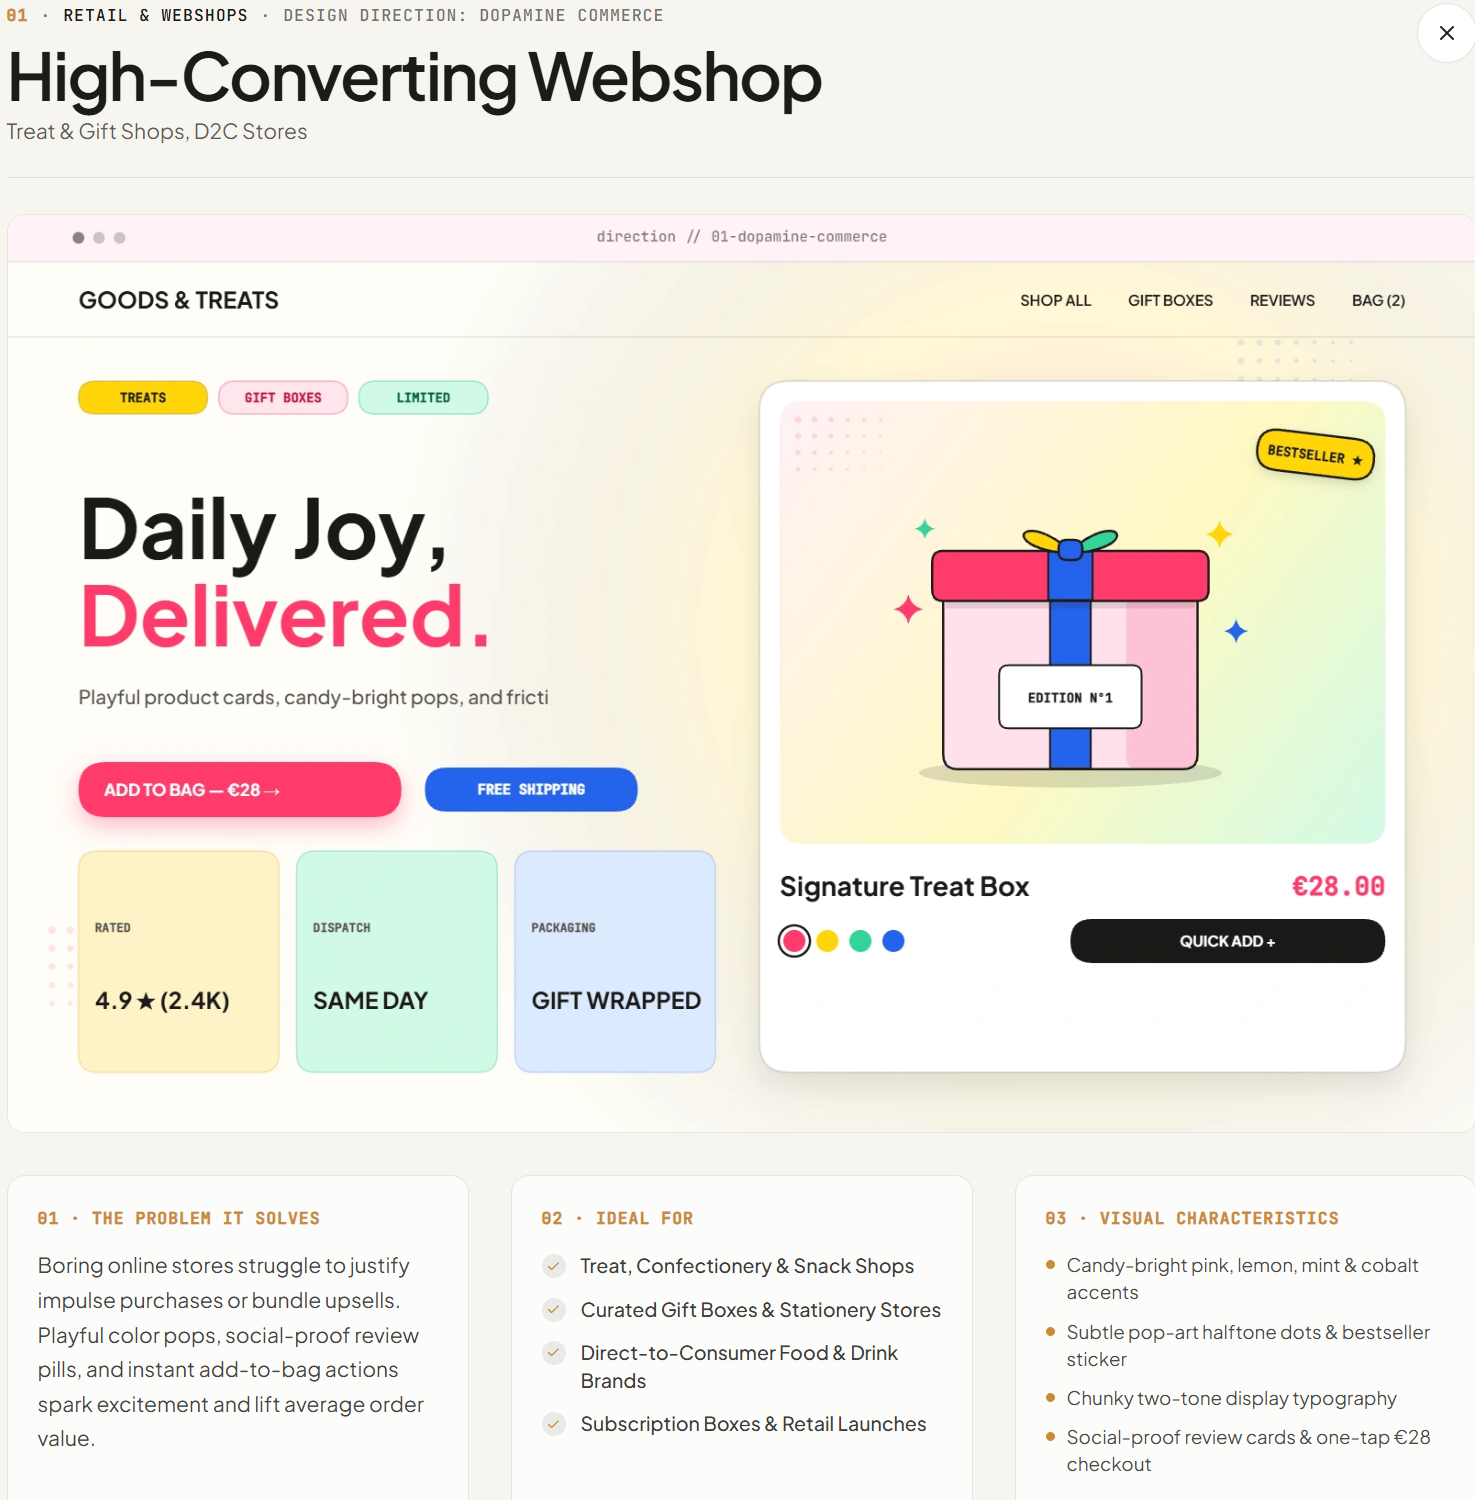 01 · RETAIL & WEBSHOPS · DESIGN DIRECTION: DOPAMINE COMMERCE
High-Converting Webshop
Treat & Gift Shops, D2C Stores
direction // 01-dopamine-commerce
GOODS & TREATS
SHOP ALL
GIFT BOXES
REVIEWS
BAG (2)
TREATS
GIFT BOXES
LIMITED
Daily Joy,
Delivered.
Playful product cards, candy-bright pops, and fricti
ADD TO BAG — €28 →
FREE SHIPPING
RATED
4.9 ★ (2.4K)
DISPATCH
SAME DAY
PACKAGING
GIFT WRAPPED
BESTSELLER ★
EDITION N°1
Signature Treat Box
€28.00
QUICK ADD +
01 · THE PROBLEM IT SOLVES
Boring online stores struggle to justify
impulse purchases or bundle upsells.
Playful color pops, social-proof review
pills, and instant add-to-bag actions
spark excitement and lift average order
value.
02 · IDEAL FOR
Treat, Confectionery & Snack Shops
Curated Gift Boxes & Stationery Stores
Direct-to-Consumer Food & Drink
Brands
Subscription Boxes & Retail Launches
03 · VISUAL CHARACTERISTICS
Candy-bright pink, lemon, mint & cobalt
accents
Subtle pop-art halftone dots & bestseller
sticker
Chunky two-tone display typography
Social-proof review cards & one-tap €28
checkout